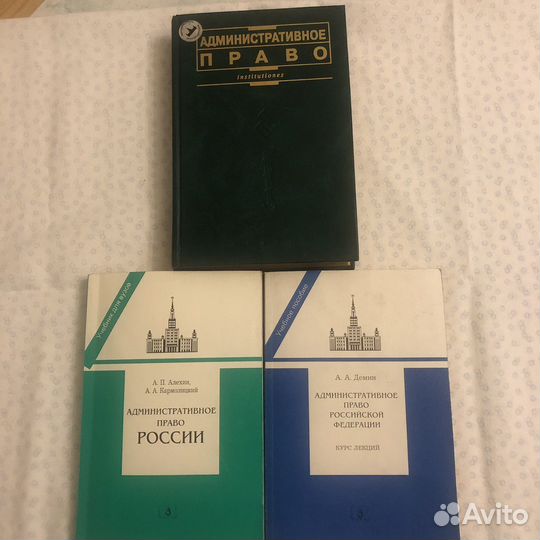 АДМИНИСТРАТИВНОЕ
ПРАВО
institutiones
Учебник для вузов
А. П. Алехин,
А. А. Кармолицкий
АДМИНИСТРАТИВНОЕ
ПРАВО
РОССИИ
Учебное пособие
А. А. Демин
АДМИНИСТРАТИВНОЕ
ПРАВО
РОССИЙСКОЙ
ФЕДЕРАЦИИ
КУРС ЛЕКЦИЙ
Avito